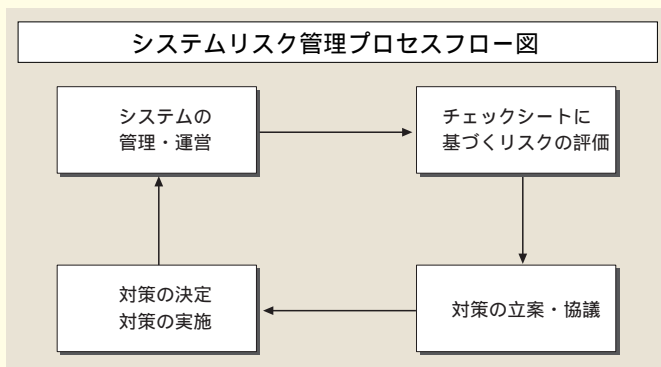 システムリスク管理プロセスフロー図
システムの
管理・運営
チェックシートに
基づくリスクの評価
対策の決定
対策の実施
対策の立案・協議